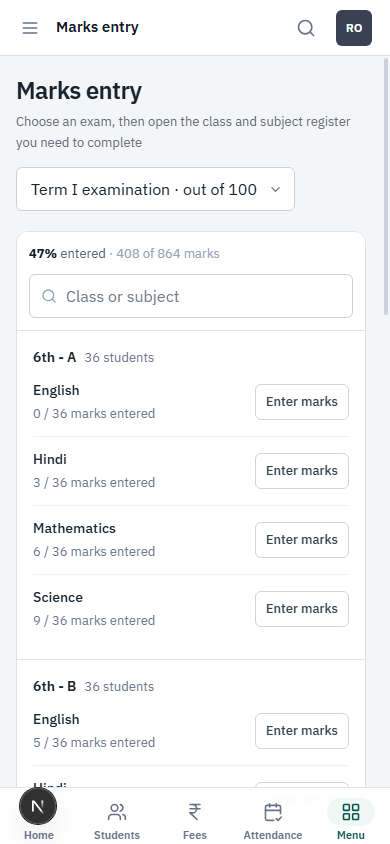 Marks entry
RO
Marks entry
Choose an exam, then open the class and subject register
you need to complete
Term I examination · out of 100
47% entered · 408 of 864 marks
Class or subject
6th - A 36 students
English
0 / 36 marks entered
Enter marks
Hindi
3 / 36 marks entered
Enter marks
Mathematics
6 / 36 marks entered
Enter marks
Science
9 / 36 marks entered
Enter marks
6th - B 36 students
English
5 / 36 marks entered
Enter marks
Hindi
N
Home
Students
Fees
Attendance
Menu